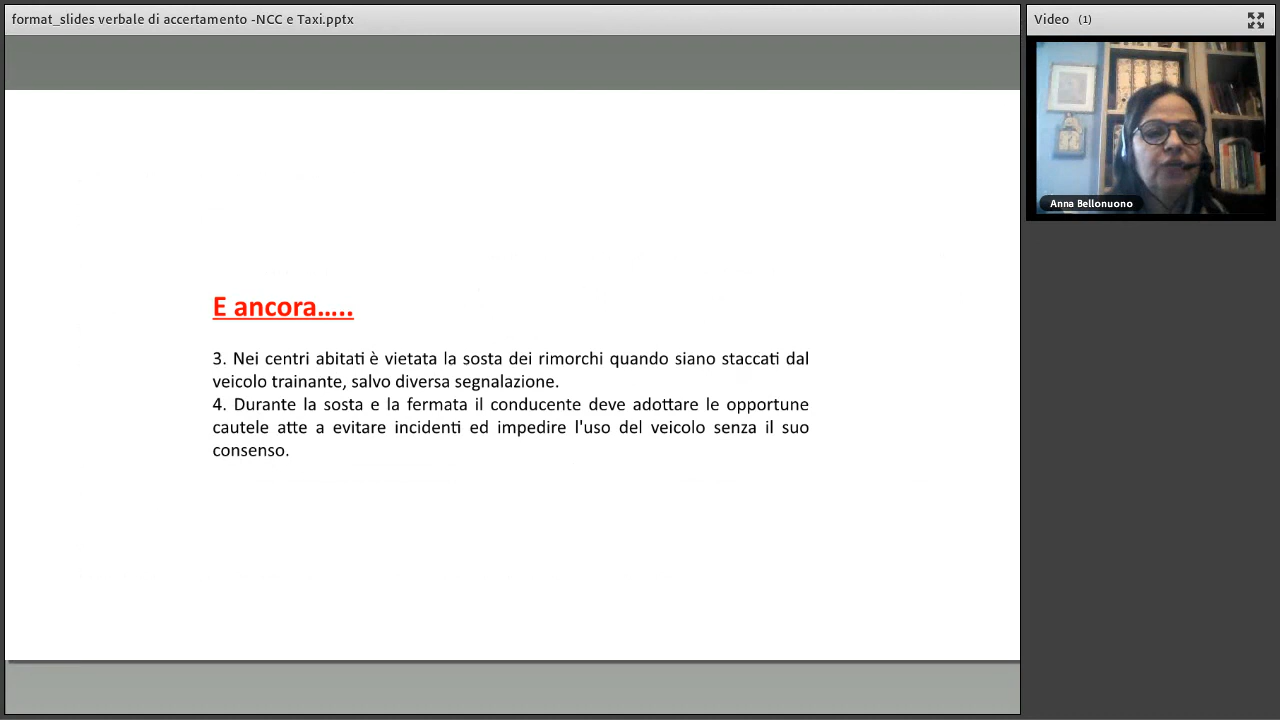 format_slides verbale di accertamento -NCC e Taxi.pptx
Video (1)
Anna Bellonuono
E ancora…..
3. Nei centri abitati è vietata la sosta dei rimorchi quando siano staccati dal
veicolo trainante, salvo diversa segnalazione.
4. Durante la sosta e la fermata il conducente deve adottare le opportune
cautele atte a evitare incidenti ed impedire l'uso del veicolo senza il suo
consenso.